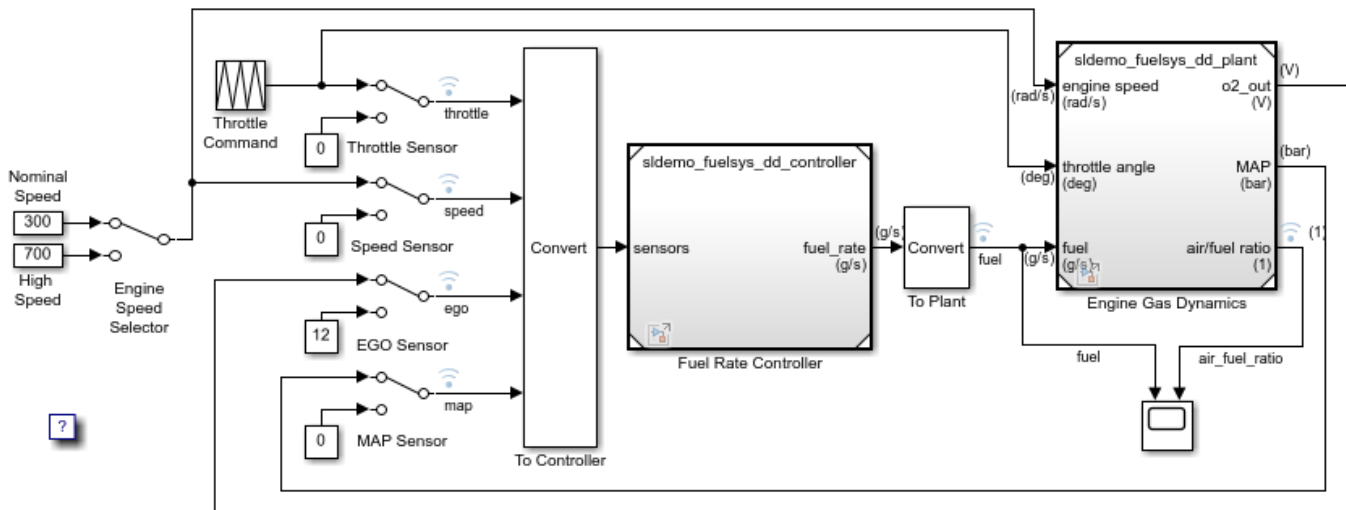 Throttle
Command
throttle
0
Throttle Sensor
Nominal
Speed
300
700
High
Speed
Engine
Speed
Selector
speed
0
Speed Sensor
ego
12
EGO Sensor
map
0
MAP Sensor
?
Convert
To Controller
sldemo_fuelsys_dd_controller
sensors
fuel_rate
(g/s)
Fuel Rate Controller
(g/s)
Convert
To Plant
fuel
(g/s)
(rad/s)
(deg)
sldemo_fuelsys_dd_plant
engine speed
(rad/s)
throttle angle
(deg)
fuel
(g/s)
o2_out
(V)
MAP
(bar)
air/fuel ratio
(1)
Engine Gas Dynamics
(V)
(bar)
(1)
fuel
air_fuel_ratio